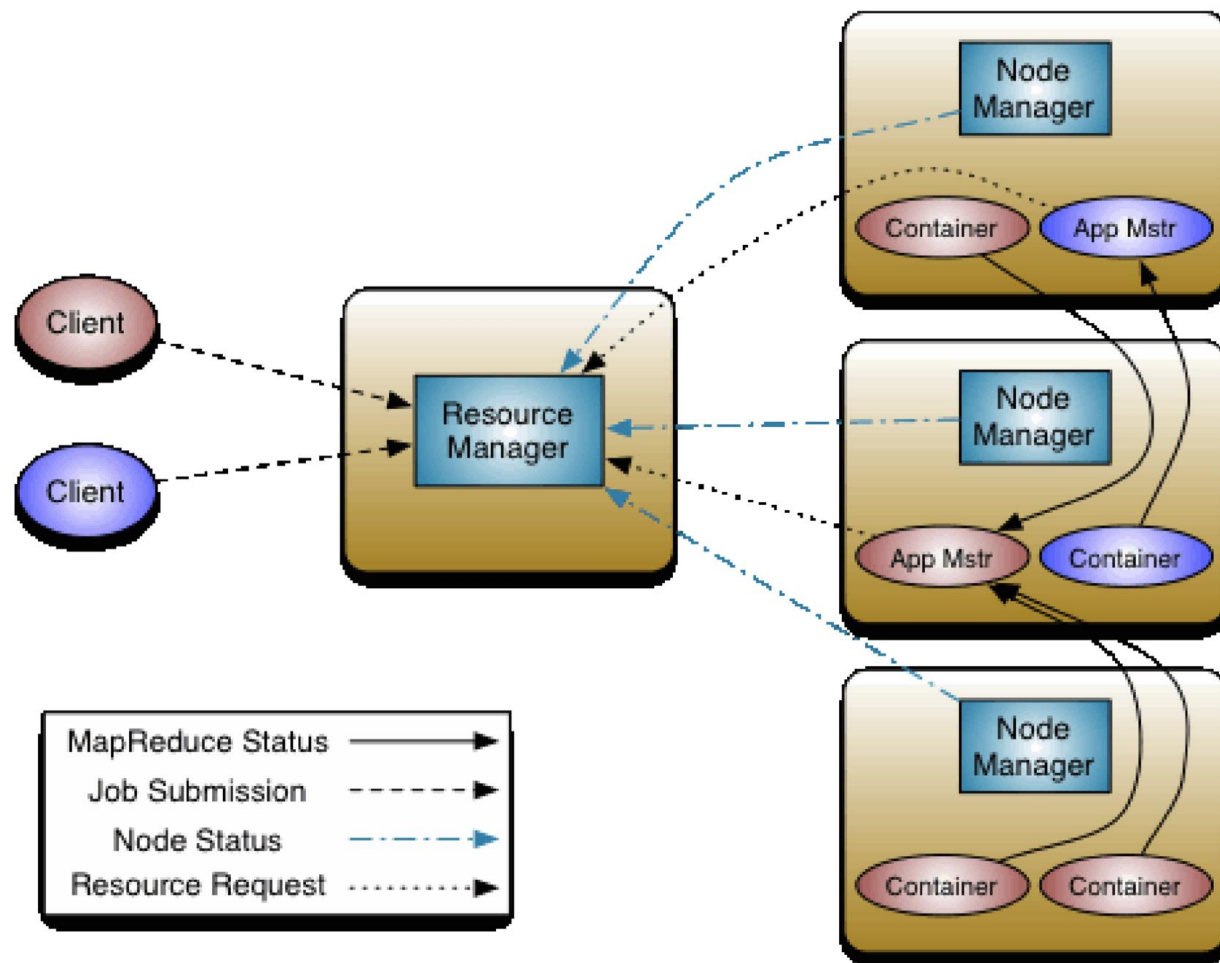 Node
Manager
Container
App Mstr
Client
Client
Resource
Manager
Node
Manager
App Mstr
Container
Node
Manager
Container
Container
MapReduce Status
Job Submission
Node Status
Resource Request